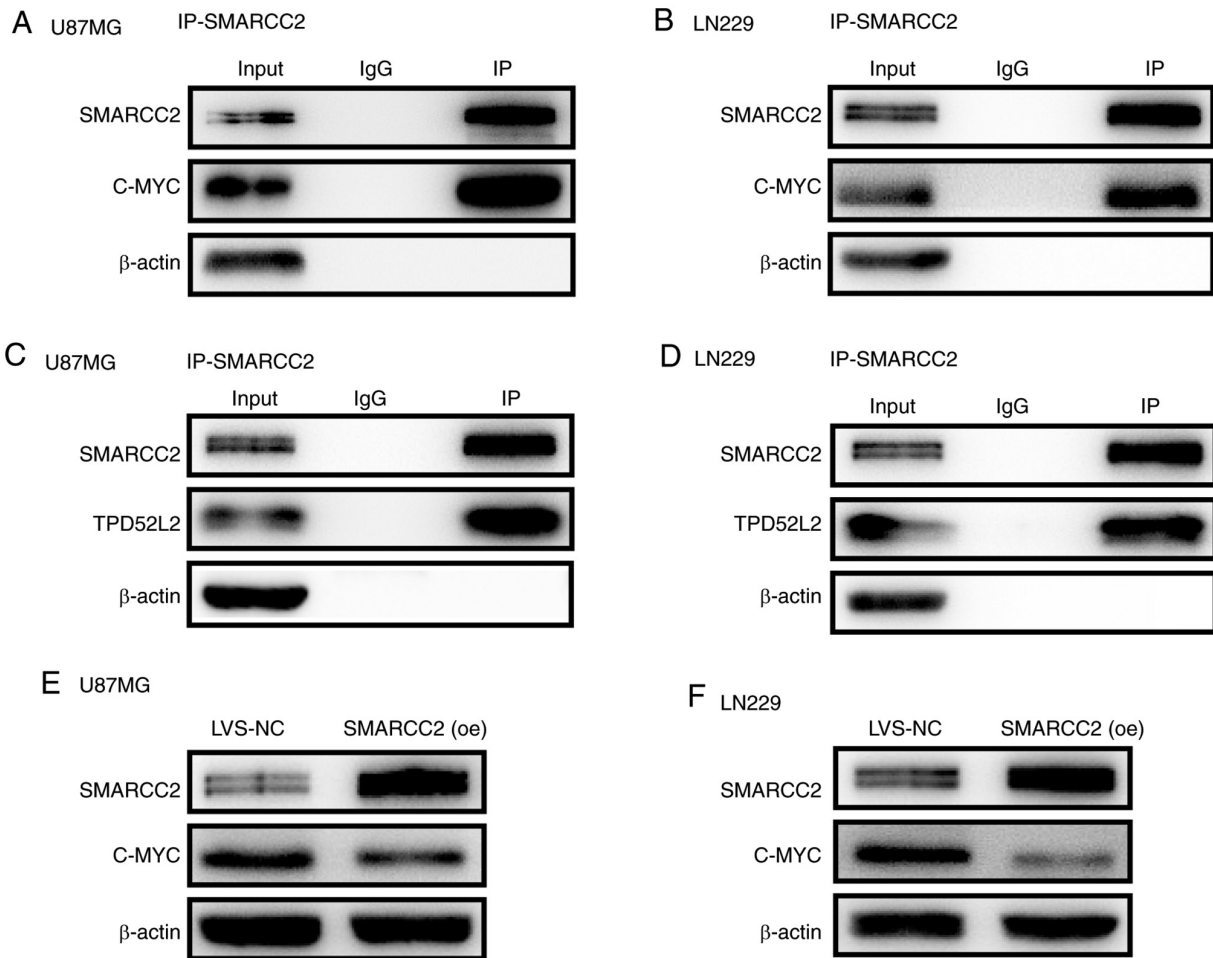 A U87MG IP-SMARCC2
Input IgG IP
SMARCC2
C-MYC
β-actin
B LN229 IP-SMARCC2
Input IgG IP
SMARCC2
C-MYC
β-actin
C U87MG IP-SMARCC2
Input IgG IP
SMARCC2
TPD52L2
β-actin
D LN229 IP-SMARCC2
Input IgG IP
SMARCC2
TPD52L2
β-actin
E U87MG
LVS-NC SMARCC2 (oe)
SMARCC2
C-MYC
β-actin
F LN229
LVS-NC SMARCC2 (oe)
SMARCC2
C-MYC
β-actin